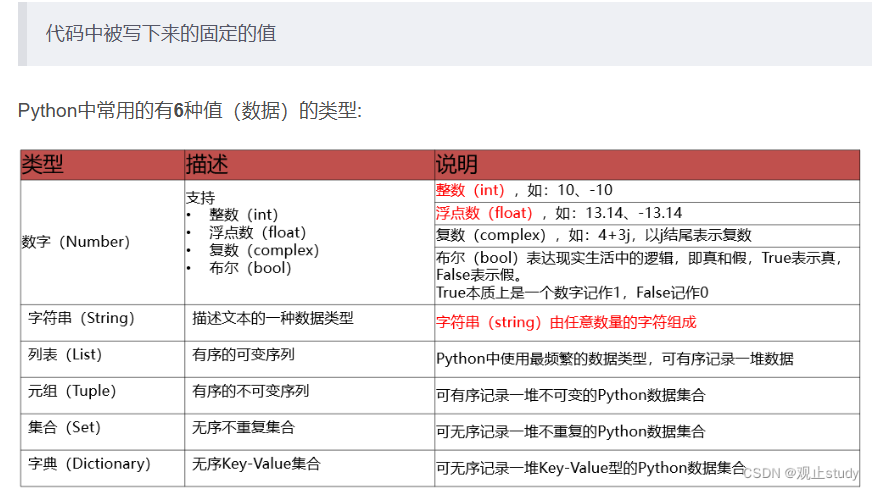 代码中被写下来的固定的值
Python中常用的有6种值（数据）的类型:
类型 描述 说明
数字（Number）
支持
• 整数（int）
• 浮点数（float）
• 复数（complex）
• 布尔（bool）
整数（int），如：10、-10
浮点数（float），如：13.14、-13.14
复数（complex），如：4+3j，以j结尾表示复数
布尔（bool）表达现实生活中的逻辑，即真和假，True表示真，
False表示假。
True本质上是一个数字记作1，False记作0
字符串（String） 描述文本的一种数据类型 字符串（string）由任意数量的字符组成
列表（List） 有序的可变序列 Python中使用最频繁的数据类型，可有序记录一堆数据
元组（Tuple） 有序的不可变序列 可有序记录一堆不可变的Python数据集合
集合（Set） 无序不重复集合 可无序记录一堆不重复的Python数据集合
字典（Dictionary） 无序Key-Value集合 可无序记录一堆Key-Value型的Python数据集合
CSDN @观止study